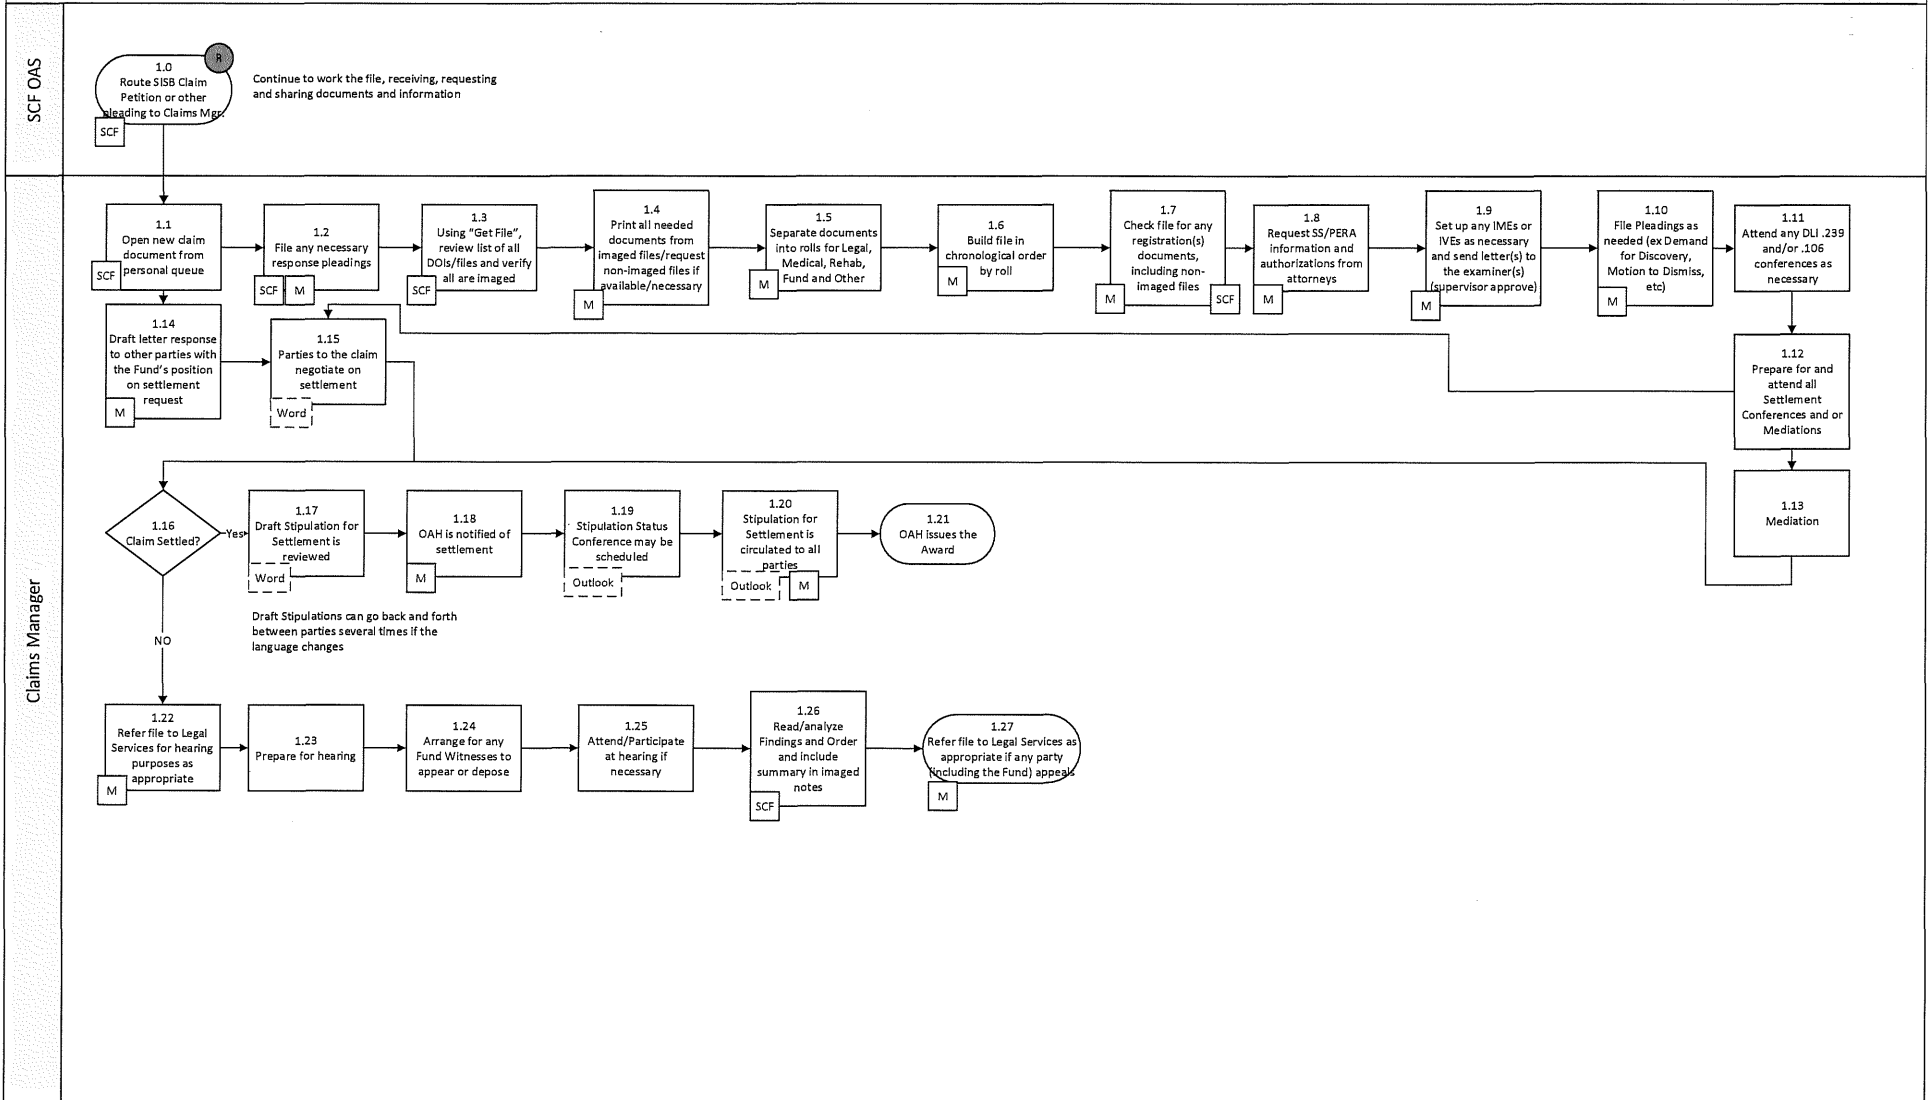 SCF OAS
R
1.0
Route SISB Claim
Petition or other
pleading to Claims Mgr.
SCF
Continue to work the file, receiving, requesting
and sharing documents and information
Claims Manager
1.1
Open new claim
document from
personal queue
SCF
1.2
File any necessary
response pleadings
SCF
M
1.3
Using "Get File",
review list of all
DOIs/files and verify
all are imaged
SCF
1.4
Print all needed
documents from
imaged files/request
non-imaged files if
available/necessary
M
1.5
Separate documents
into rolls for Legal,
Medical, Rehab,
Fund and Other
M
1.6
Build file in
chronological order
by roll
M
1.7
Check file for any
registration(s)
documents,
including non-
imaged files
M
SCF
1.8
Request SS/PERA
information and
authorizations from
attorneys
M
1.9
Set up any IMEs or
IVEs as necessary
and send letter(s) to
the examiner(s)
(supervisor approve)
M
1.10
File Pleadings as
needed (ex Demand
for Discovery,
Motion to Dismiss,
etc)
M
1.11
Attend any DLI .239
and/or .106
conferences as
necessary
1.12
Prepare for and
attend all
Settlement
Conferences and or
Mediations
1.13
Mediation
1.14
Draft letter response
to other parties with
the Fund's position
on settlement
request
M
1.15
Parties to the claim
negotiate on
settlement
Word
1.16
Claim Settled?
Yes
1.17
Draft Stipulation for
Settlement is
reviewed
Word
1.18
OAH is notified of
settlement
M
1.19
Stipulation Status
Conference may be
scheduled
Outlook
1.20
Stipulation for
Settlement is
circulated to all
parties
Outlook
M
1.21
OAH issues the
Award
Draft Stipulations can go back and forth
between parties several times if the
language changes
NO
1.22
Refer file to Legal
Services for hearing
purposes as
appropriate
M
1.23
Prepare for hearing
1.24
Arrange for any
Fund Witnesses to
appear or depose
1.25
Attend/Participate
at hearing if
necessary
1.26
Read/analyze
Findings and Order
and include
summary in imaged
notes
SCF
1.27
Refer file to Legal Services as
appropriate if any party
(including the Fund) appeals
M